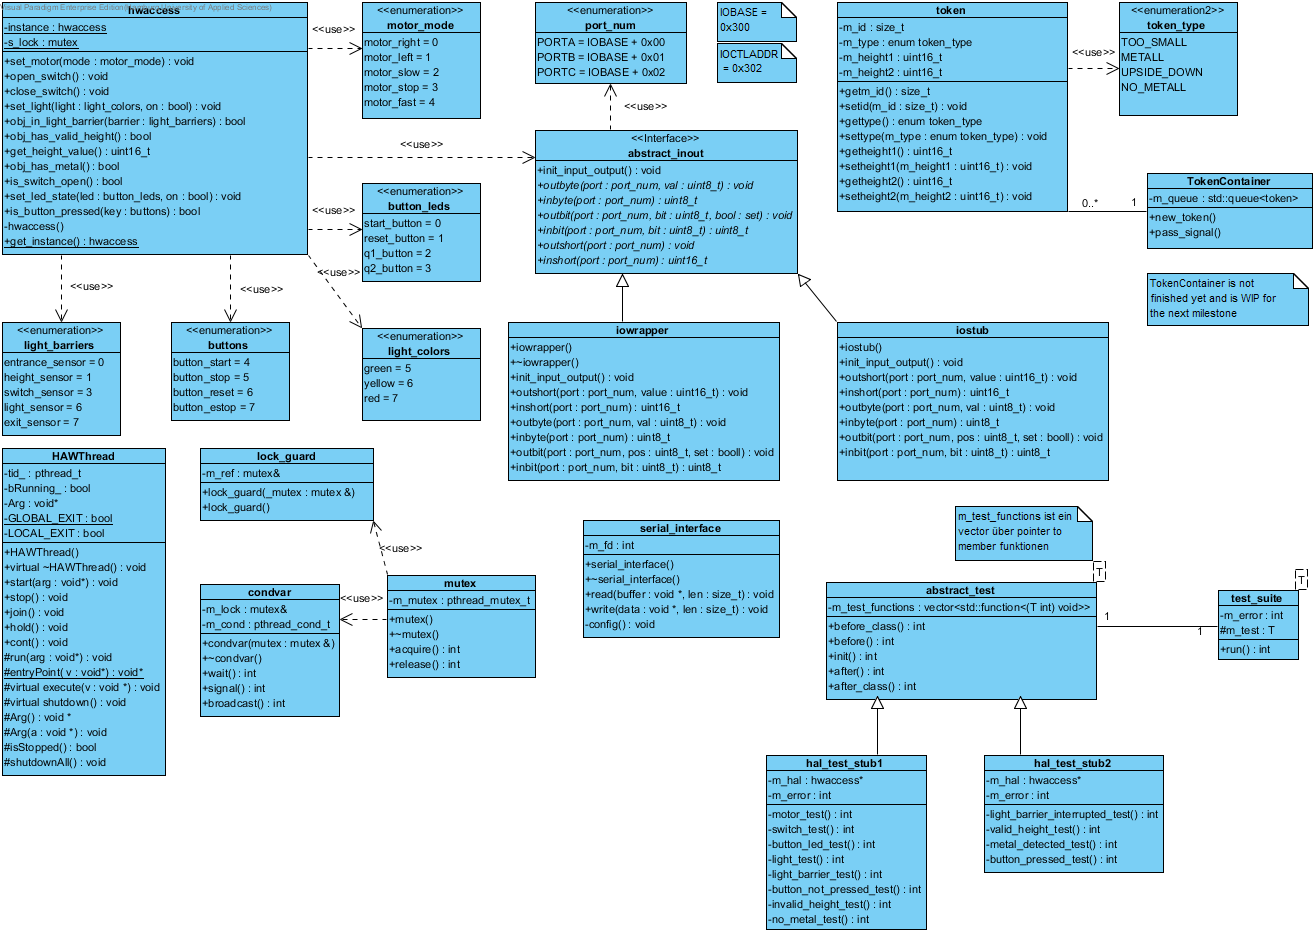 hwaccess
-instance : hwaccess
-s_lock : mutex
+set_motor(mode : motor_mode) : void
+open_switch() : void
+close_switch() : void
+set_light(light : light_colors, on : bool) : void
+obj_in_light_barrier(barrier : light_barriers) : bool
+obj_has_valid_height() : bool
+get_height_value() : uint16_t
+obj_has_metal() : bool
+is_switch_open() : bool
+set_led_state(led : button_leds, on : bool) : void
+is_button_pressed(key : buttons) : bool
-hwaccess()
+get_instance() : hwaccess
<<use>>
<<enumeration>>
motor_mode
motor_right = 0
motor_left = 1
motor_slow = 2
motor_stop = 3
motor_fast = 4
<<enumeration>>
port_num
PORTA = IOBASE + 0x00
PORTB = IOBASE + 0x01
PORTC = IOBASE + 0x02
IOBASE =
0x300
IOCTLADDR
= 0x302
token
-m_id : size_t
-m_type : enum token_type
-m_height1 : uint16_t
-m_height2 : uint16_t
+getm_id() : size_t
+setid(m_id : size_t) : void
+gettype() : enum token_type
+settype(m_type : enum token_type) : void
+getheight1() : uint16_t
+setheight1(m_height1 : uint16_t) : void
+getheight2() : uint16_t
+setheight2(m_height2 : uint16_t) : void
<<use>>
<<enumeration2>>
token_type
TOO_SMALL
METALL
UPSIDE_DOWN
NO_METALL
<<use>>
<<use>>
<<Interface>>
abstract_inout
+init_input_output() : void
+outbyte(port : port_num, val : uint8_t) : void
+inbyte(port : port_num) : uint8_t
+outbit(port : port_num, bit : uint8_t, bool : set) : void
+inbit(port : port_num, bit : uint8_t) : uint8_t
+outshort(port : port_num) : void
+inshort(port : port_num) : uint16_t
0..*
1
TokenContainer
-m_queue : std::queue<token>
+new_token()
+pass_signal()
TokenContainer is not
finished yet and is WIP for
the next milestone
<<use>>
<<enumeration>>
button_leds
start_button = 0
reset_button = 1
q1_button = 2
q2_button = 3
<<use>>
<<use>>
<<use>>
<<enumeration>>
light_barriers
entrance_sensor = 0
height_sensor = 1
switch_sensor = 3
light_sensor = 6
exit_sensor = 7
<<enumeration>>
buttons
button_start = 4
button_stop = 5
button_reset = 6
button_estop = 7
<<enumeration>>
light_colors
green = 5
yellow = 6
red = 7
iowrapper
+iowrapper()
+~iowrapper()
+init_input_output() : void
+outshort(port : port_num, value : uint16_t) : void
+inshort(port : port_num) : uint16_t
+outbyte(port : port_num, val : uint8_t) : void
+inbyte(port : port_num) : uint8_t
+outbit(port : port_num, pos : uint8_t, set : booll) : void
+inbit(port : port_num, bit : uint8_t) : uint8_t
iostub
+iostub()
+init_input_output() : void
+outshort(port : port_num, value : uint16_t) : void
+inshort(port : port_num) : uint16_t
+outbyte(port : port_num, val : uint8_t) : void
+inbyte(port : port_num) : uint8_t
+outbit(port : port_num, pos : uint8_t, set : booll) : void
+inbit(port : port_num, bit : uint8_t) : uint8_t
HAWThread
-tid_ : pthread_t
-bRunning_ : bool
-Arg : void*
-GLOBAL_EXIT : bool
-LOCAL_EXIT : bool
+HAWThread()
+virtual ~HAWThread() : void
+start(arg : void*) : void
+stop() : void
+join() : void
+hold() : void
+cont() : void
#run(arg : void*) : void
#entryPoint( v : void*) : void*
#virtual execute(v : void *) : void
#virtual shutdown() : void
#Arg() : void *
#Arg(a : void *) : void
#isStopped() : bool
#shutdownAll() : void
lock_guard
-m_ref : mutex&
+lock_guard(_mutex : mutex &)
+lock_guard()
<<use>>
condvar
-m_lock : mutex&
-m_cond : pthread_cond_t
+condvar(mutex : mutex &)
+~condvar()
+wait() : int
+signal() : int
+broadcast() : int
<<use>>
mutex
-m_mutex : pthread_mutex_t
+mutex()
+~mutex()
+acquire() : int
+release() : int
serial_interface
-m_fd : int
+serial_interface()
+~serial_interface()
+read(buffer : void *, len : size_t) : void
+write(data : void *, len : size_t) : void
-config() : void
m_test_functions ist ein
vector über pointer to
member funktionen
T
abstract_test
-m_test_functions : vector<std::function<(T int) void>>
+before_class() : int
+before() : int
+init() : int
+after() : int
+after_class() : int
1
1
T
test_suite
-m_error : int
#m_test : T
+run() : int
hal_test_stub1
-m_hal : hwaccess*
-m_error : int
-motor_test() : int
-switch_test() : int
-button_led_test() : int
-light_test() : int
-light_barrier_test() : int
-button_not_pressed_test() : int
-invalid_height_test() : int
-no_metal_test() : int
hal_test_stub2
-m_hal : hwaccess*
-m_error : int
-light_barrier_interrupted_test() : int
-valid_height_test() : int
-metal_detected_test() : int
-button_pressed_test() : int